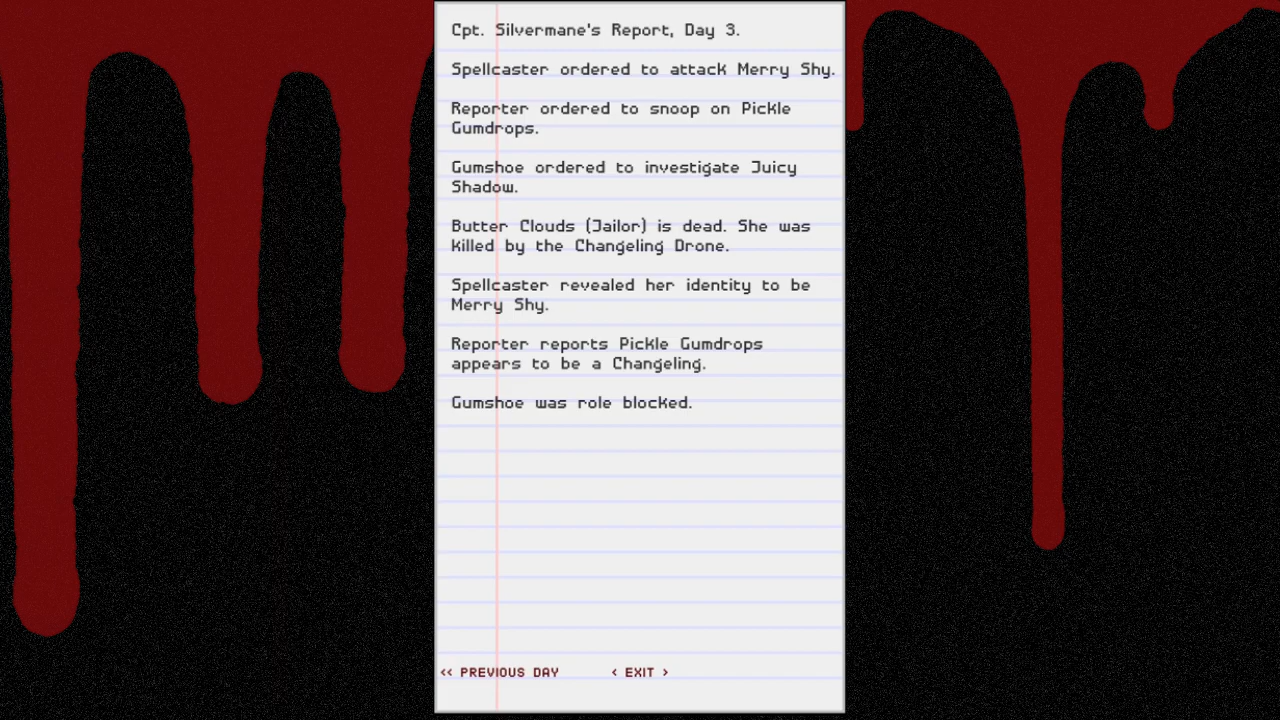 Cpt. Silvermane's Report, Day 3.
Spellcaster ordered to attack Merry Shy.
Reporter ordered to snoop on Pickle
Gumdrops.
Gumshoe ordered to investigate Juicy
Shadow.
Butter Clouds (Jailor) is dead. She was
killed by the Changeling Drone.
Spellcaster revealed her identity to be
Merry Shy.
Reporter reports Pickle Gumdrops
appears to be a Changeling.
Gumshoe was role blocked.
<< PREVIOUS DAY < EXIT >